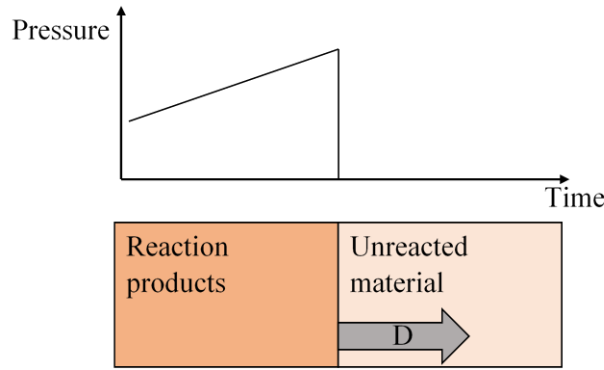 Pressure
Time
Reaction
products
Unreacted
material
D